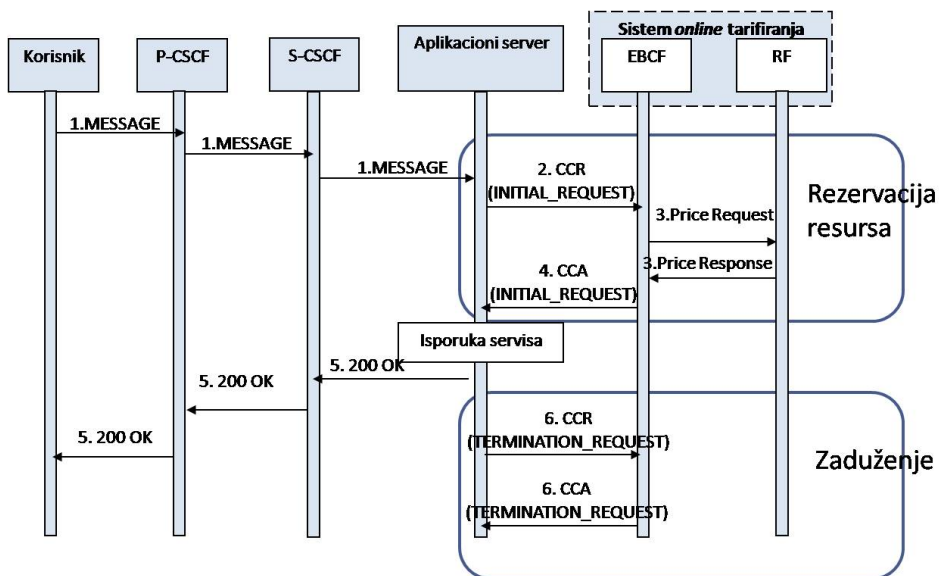 Sistem online tarifiranja
Korisnik
P-CSCF
S-CSCF
Aplikacioni server
EBCF
RF
1.MESSAGE
1.MESSAGE
1.MESSAGE
2. CCR
(INITIAL_REQUEST)
Rezervacija
resursa
3.Price Request
3.Price Response
4. CCA
(INITIAL_REQUEST)
Isporuka servisa
5. 200 OK
5. 200 OK
5. 200 OK
6. CCR
(TERMINATION_REQUEST)
Zaduženje
6. CCA
(TERMINATION_REQUEST)